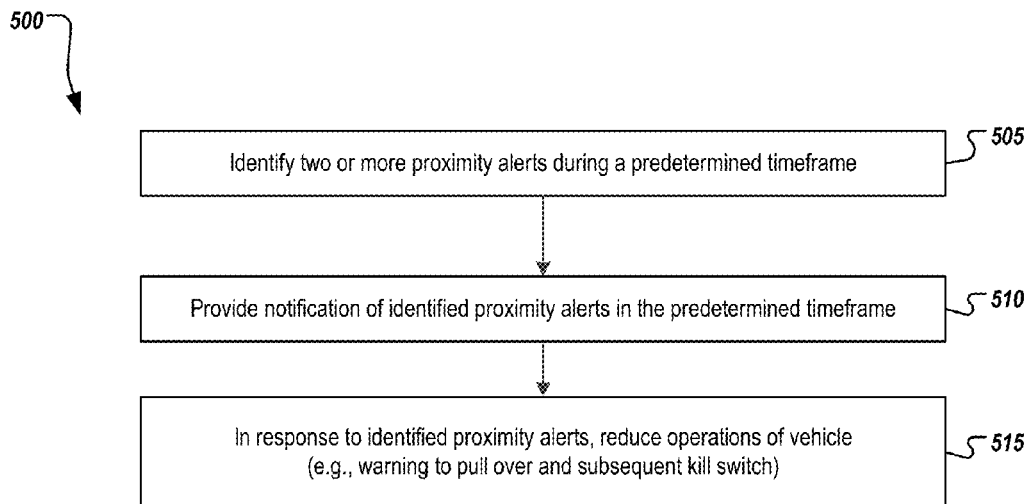 500
Identify two or more proximity alerts during a predetermined timeframe
505
Provide notification of identified proximity alerts in the predetermined timeframe
510
In response to identified proximity alerts, reduce operations of vehicle
(e.g., warning to pull over and subsequent kill switch)
515